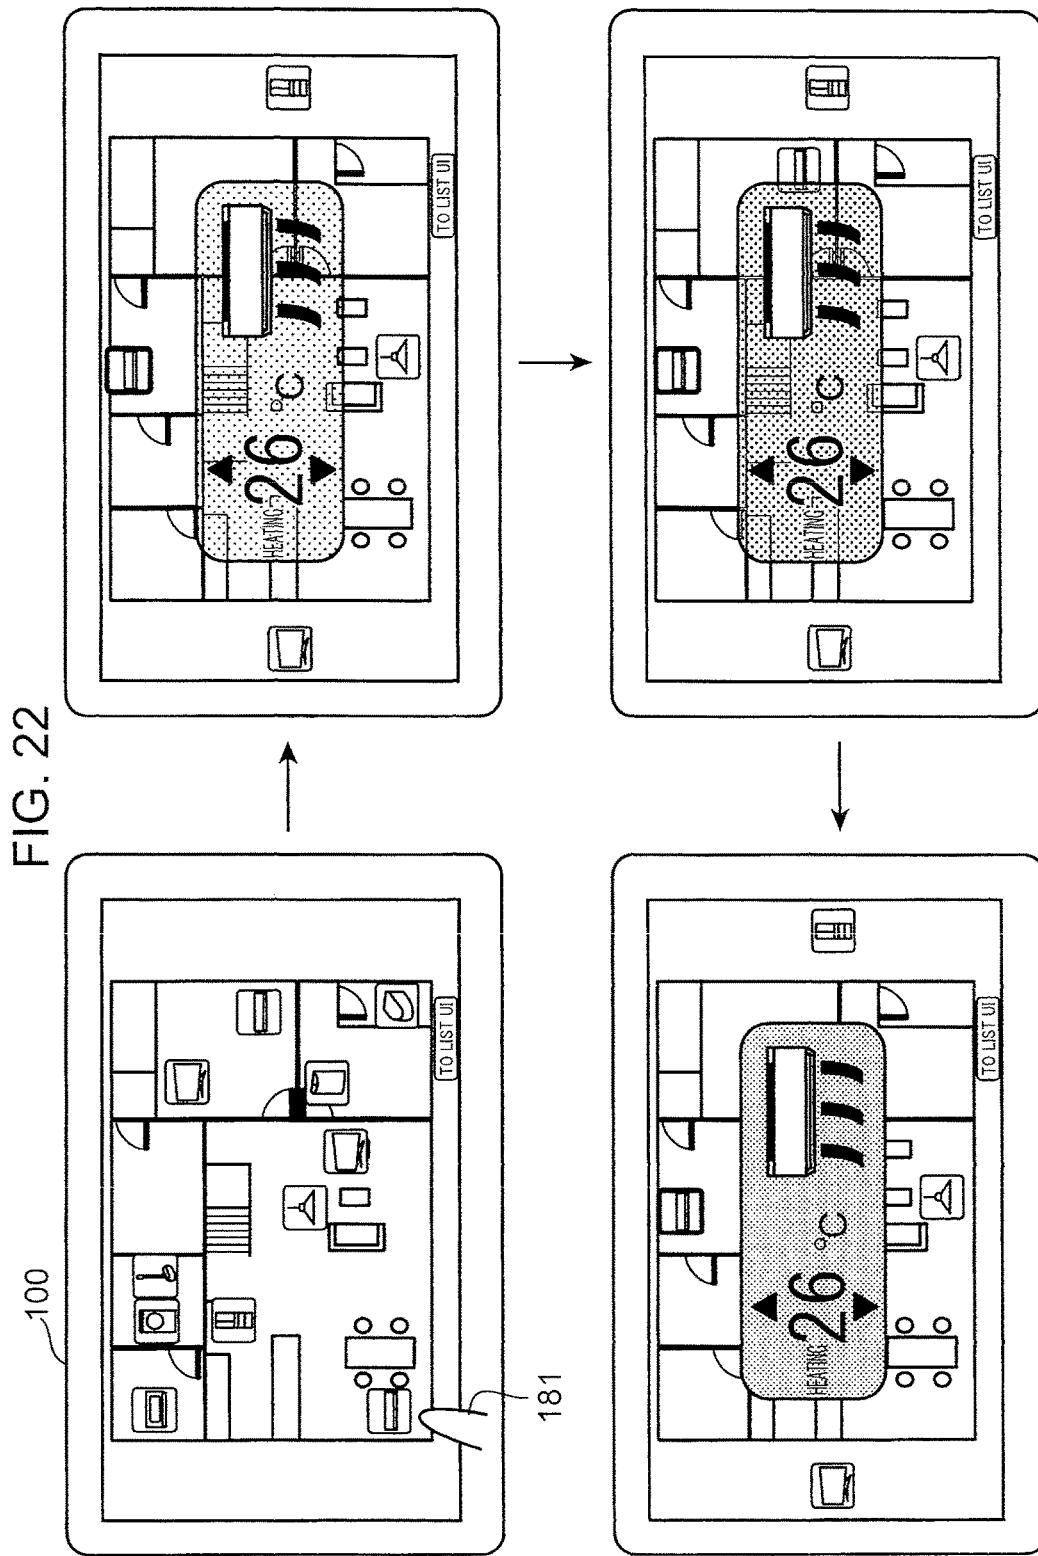 FIG. 22
100
TO LIST UI
181
HEATING
26 °C
TO LIST UI
HEATING
26 °C
TO LIST UI
HEATING
26 °C
TO LIST UI